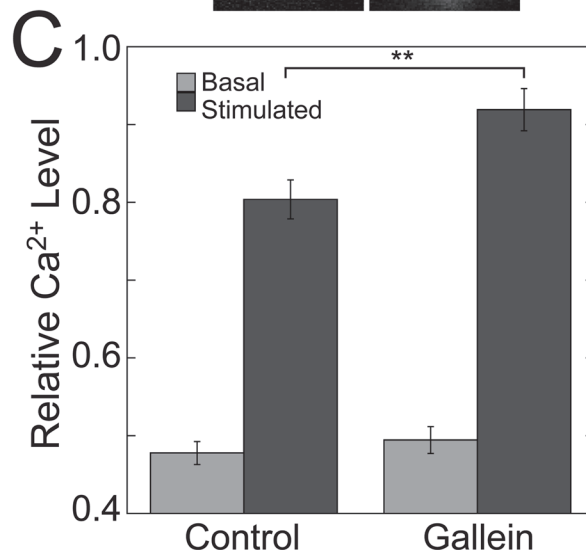 C
1.0
**
Basal
Stimulated
0.8
0.6
0.4
Relative Ca²⁺ Level
Control Gallein